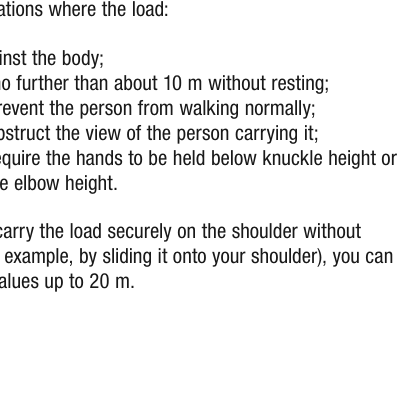 ations where the load:
inst the body;
no further than about 10 m without resting;
revent the person from walking normally;
bstruct the view of the person carrying it;
equire the hands to be held below knuckle height or
e elbow height.
carry the load securely on the shoulder without
example, by sliding it onto your shoulder), you can
alues up to 20 m.